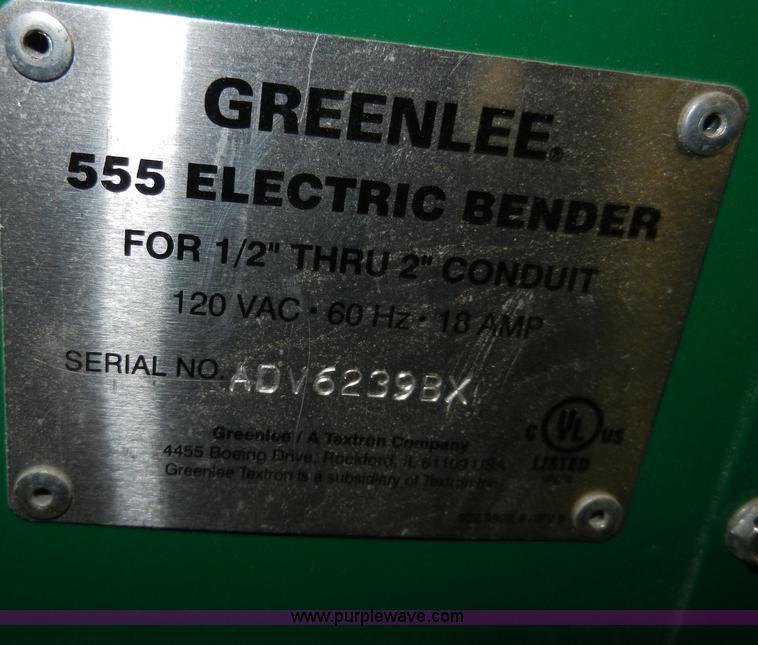 GREENLEE®
555 ELECTRIC BENDER
FOR 1/2" THRU 2" CONDUIT
120 VAC • 60 Hz • 18 AMP
SERIAL NO. ADV6239BX
Greenlee / A Textron Company
4455 Boeing Drive, Rockford, IL 61109 USA
Greenlee Textron is a subsidiary of Textron Inc.
C UL US
LISTED
www.purplewave.com